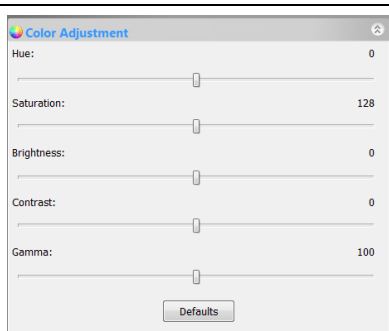 Color Adjustment
Hue: 0
Saturation: 128
Brightness: 0
Contrast: 0
Gamma: 100
Defaults